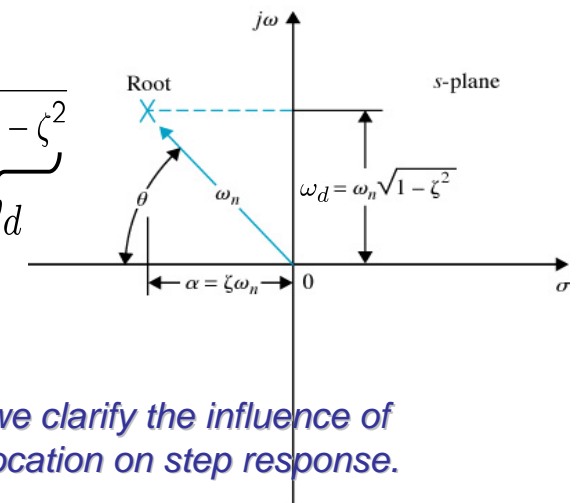 jω
Root
s-plane
− ζ²
d
θ
ωₙ
ω_d = ωₙ√1 − ζ²
α = ζωₙ
0
σ
we clarify the influence of
ocation on step response.